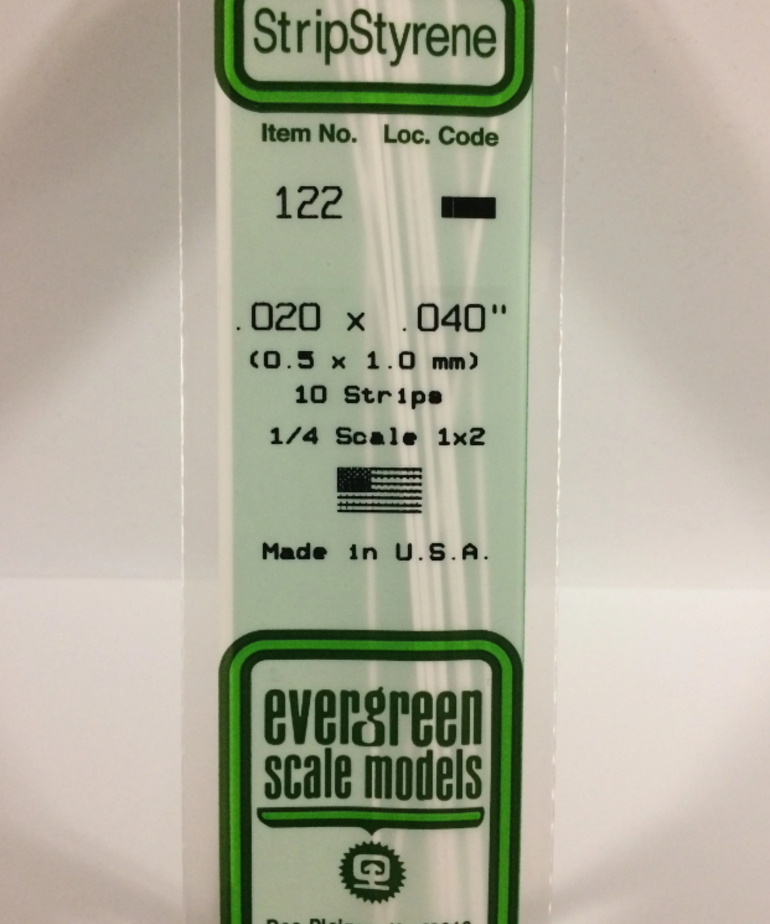 StripStyrene
Item No. Loc. Code
122
.020 x .040"
(0.5 x 1.0 mm)
10 Strips
1/4 Scale 1x2
Made in U.S.A.
evergreen
scale models